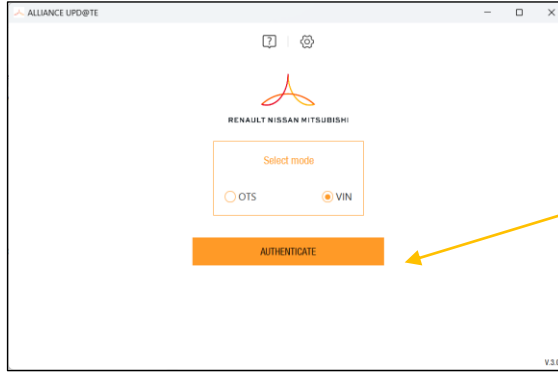 ALLIANCE UPD@TE
RENAULT NISSAN MITSUBISHI
Select mode
OTS VIN
AUTHENTICATE